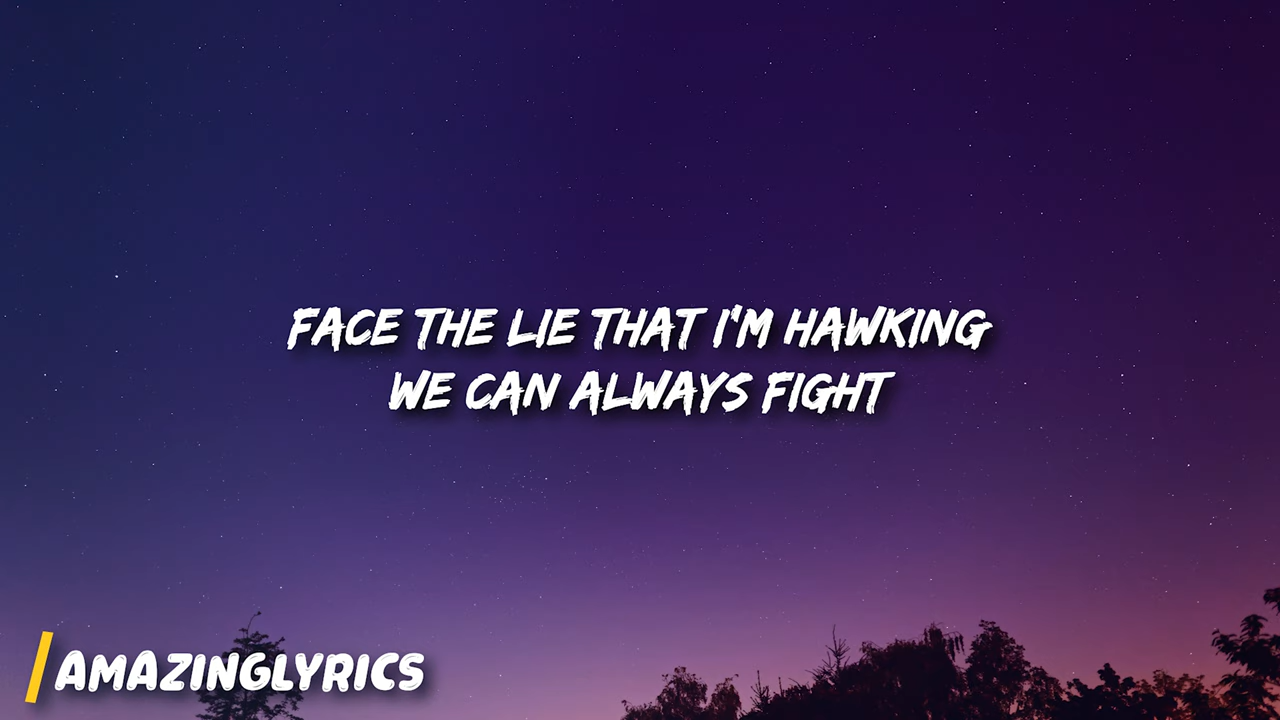 FACE THE LIE THAT I'M HAWKING
WE CAN ALWAYS FIGHT
AMAZINGLYRICS